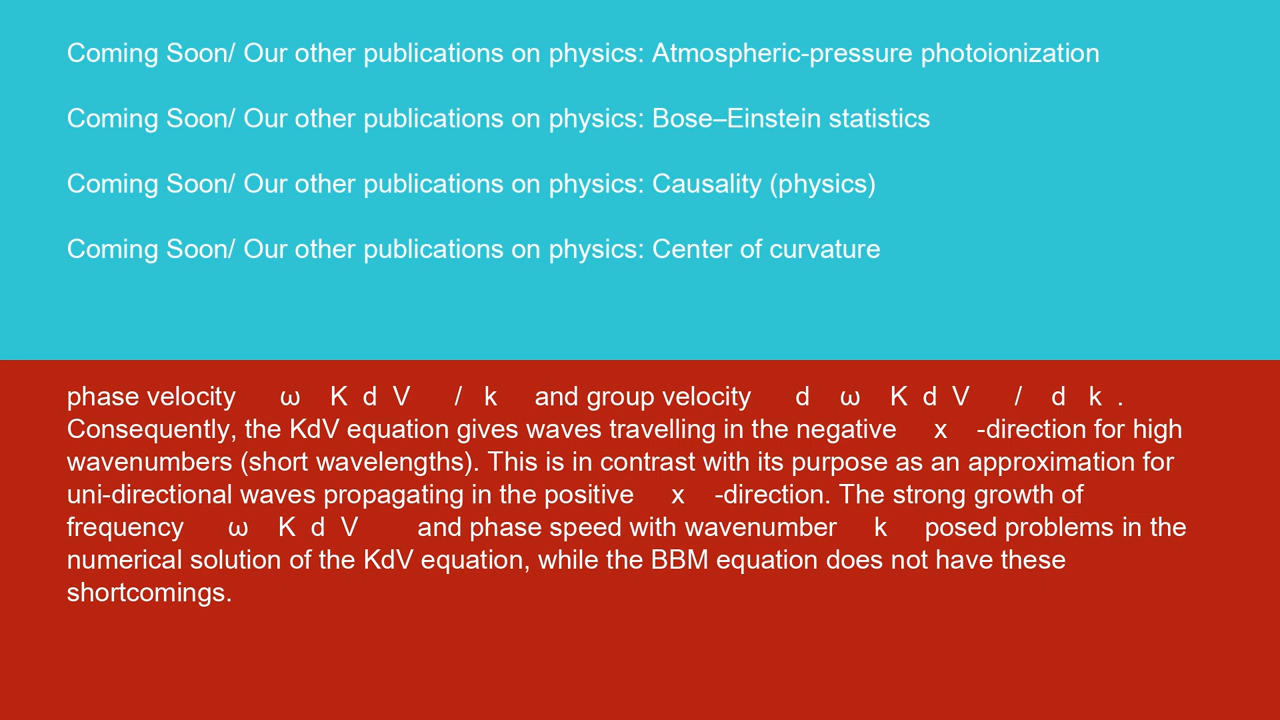 Coming Soon/ Our other publications on physics: Atmospheric-pressure photoionization
Coming Soon/ Our other publications on physics: Bose–Einstein statistics
Coming Soon/ Our other publications on physics: Causality (physics)
Coming Soon/ Our other publications on physics: Center of curvature
phase velocity ω K d V / k and group velocity d ω K d V / d k .
Consequently, the KdV equation gives waves travelling in the negative x -direction for high
wavenumbers (short wavelengths). This is in contrast with its purpose as an approximation for
uni-directional waves propagating in the positive x -direction. The strong growth of
frequency ω K d V and phase speed with wavenumber k posed problems in the
numerical solution of the KdV equation, while the BBM equation does not have these
shortcomings.